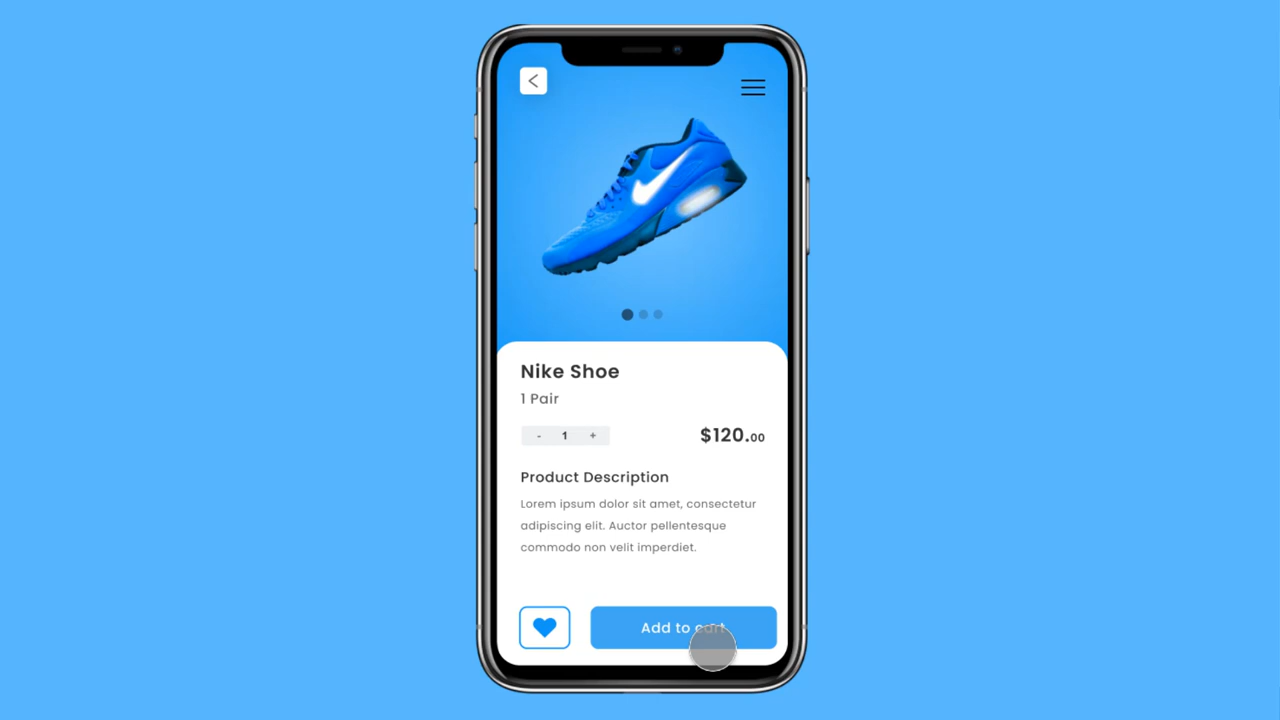 Nike Shoe
1 Pair
- 1 +
$120.00
Product Description
Lorem ipsum dolor sit amet, consectetur
adipiscing elit. Auctor pellentesque
commodo non velit imperdiet.
Add to cart